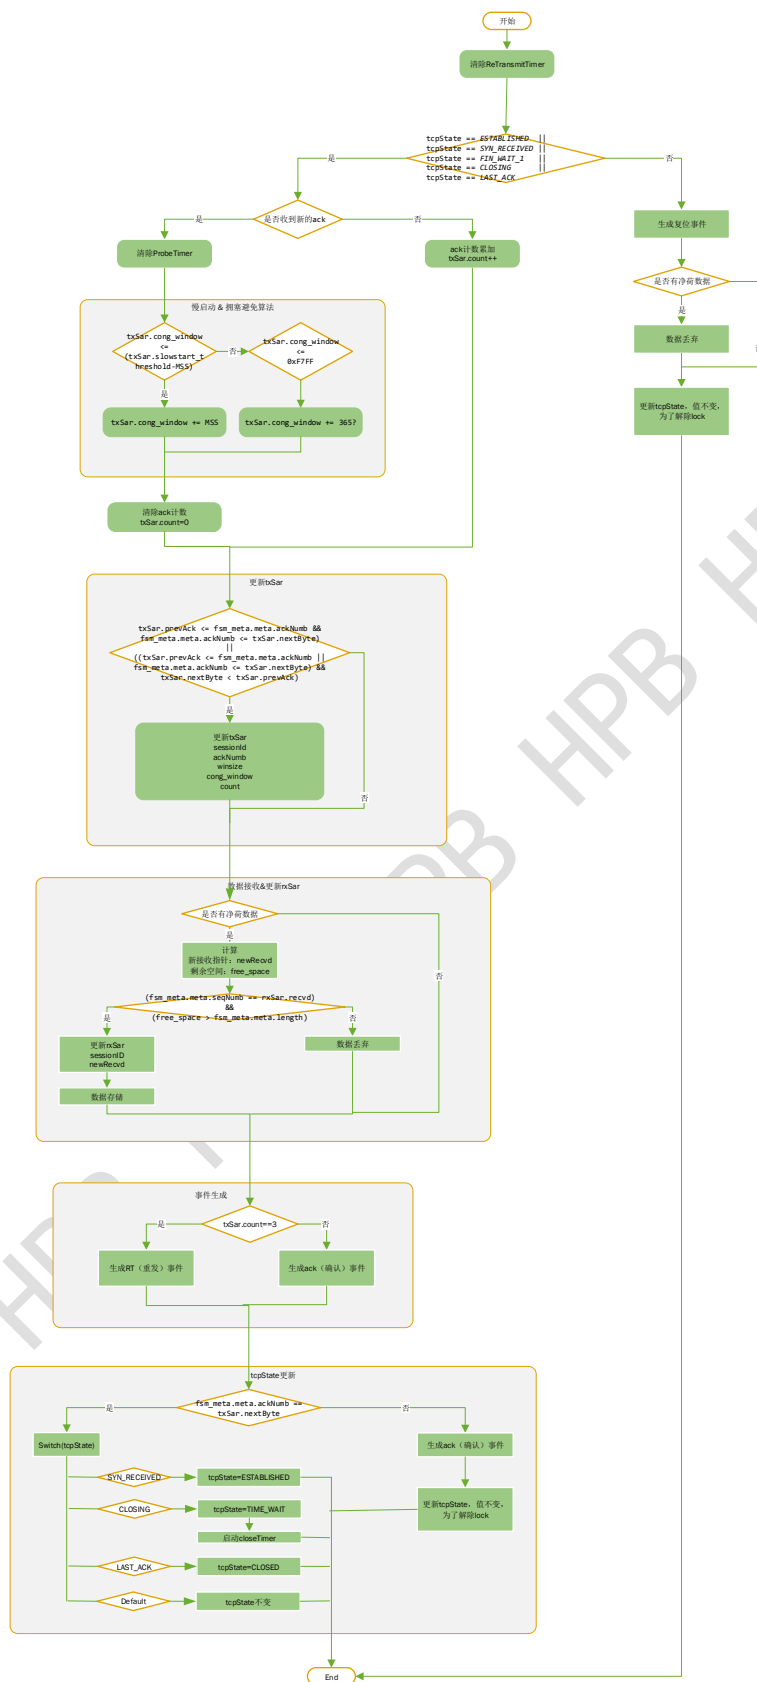 开始
清除ReTransmitTimer
tcpState == ESTABLISHED ||
tcpState == SYN_RECEIVED ||
tcpState == FIN_WAIT_1 ||
tcpState == CLOSING ||
tcpState == LAST_ACK
是
否
是否收到新的ack
是
否
生成复位事件
清除ProbeTimer
ack计数累加
txSar.count++
是否有净荷数据
是
慢启动 & 拥塞避免算法
txSar.cong_window
<=
(txSar.slowstart_t
hreshold-MSS)
否
txSar.cong_window
<=
0xF7FF
数据丢弃
是
txSar.cong_window += MSS
txSar.cong_window += 365?
更新tcpState，值不变，
为了解除lock
清除ack计数
txSar.count=0
更新txSar
txSar.prevAck <= fsm_meta.meta.ackNumb &&
fsm_meta.meta.ackNumb <= txSar.nextByte)
||
((txSar.prevAck <= fsm_meta.meta.ackNumb ||
fsm_meta.meta.ackNumb <= txSar.nextByte) &&
txSar.nextByte < txSar.prevAck)
是
更新txSar
sessionId
ackNumb
winsize
cong_window
count
否
数据接收&更新rxSar
是否有净荷数据
是
计算
新接收指针：newRecvd
剩余空间：free_space
否
(fsm_meta.meta.seqNumb == rxSar.recvd)
&&
(free_space > fsm_meta.meta.length)
是
否
更新rxSar
sessionID
newRecvd
数据丢弃
数据存储
事件生成
txSar.count==3
是
否
生成RT（重发）事件
生成ack（确认）事件
tcpState更新
fsm_meta.meta.ackNumb ==
txSar.nextByte
是
否
Switch(tcpState)
生成ack（确认）事件
SYN_RECEIVED
tcpState=ESTABLISHED
CLOSING
tcpState=TIME_WAIT
更新tcpState，值不变，
为了解除lock
启动closeTimer
LAST_ACK
tcpState=CLOSED
Default
tcpState不变
End
HPB HPB HPB HPB